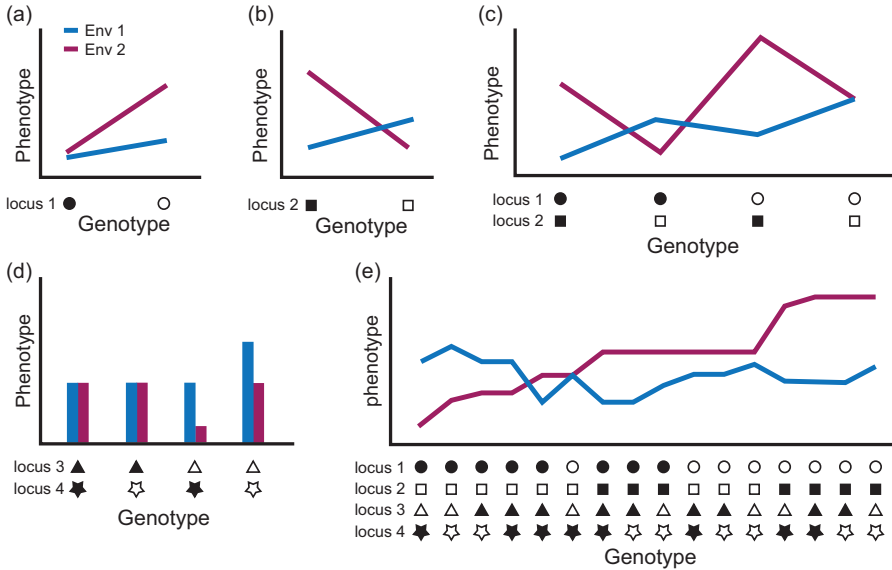 (a)
Env 1
Env 2
Phenotype
locus 1
Genotype
(b)
Phenotype
locus 2
Genotype
(c)
Phenotype
locus 1
locus 2
Genotype
(d)
Phenotype
locus 3
locus 4
Genotype
(e)
phenotype
locus 1
locus 2
locus 3
locus 4
Genotype